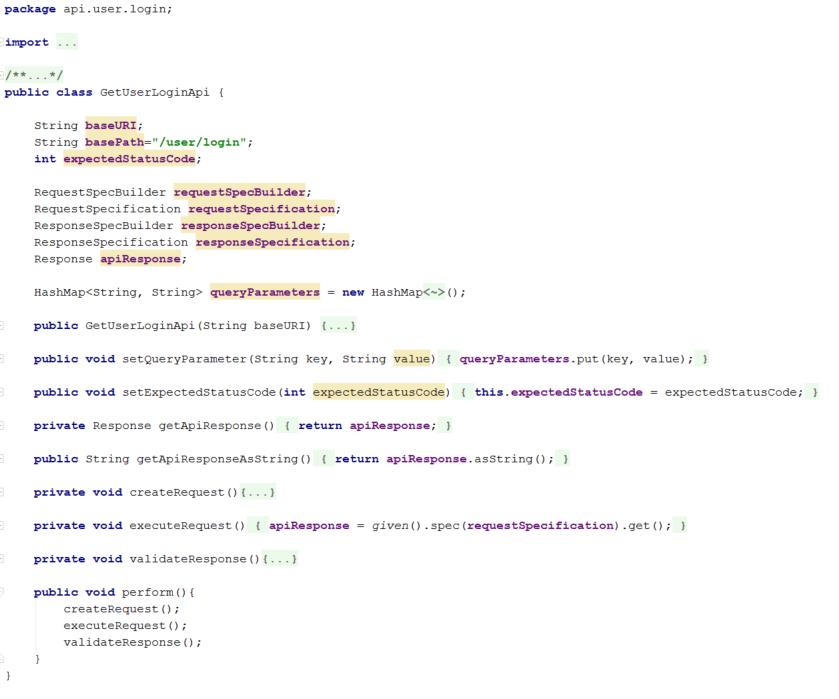 package api.user.login;
import ...
/**...*/
public class GetUserLoginApi {
String baseURI;
String basePath="/user/login";
int expectedStatusCode;
RequestSpecBuilder requestSpecBuilder;
RequestSpecification requestSpecification;
ResponseSpecBuilder responseSpecBuilder;
ResponseSpecification responseSpecification;
Response apiResponse;
HashMap<String, String> queryParameters = new HashMap<~>();
public GetUserLoginApi(String baseURI) {...}
public void setQueryParameter(String key, String value) { queryParameters.put(key, value); }
public void setExpectedStatusCode(int expectedStatusCode) { this.expectedStatusCode = expectedStatusCode; }
private Response getApiResponse() { return apiResponse; }
public String getApiResponseAsString() { return apiResponse.asString(); }
private void createRequest(){...}
private void executeRequest() { apiResponse = given().spec(requestSpecification).get(); }
private void validateResponse(){...}
public void perform(){
createRequest();
executeRequest();
validateResponse();
}
}